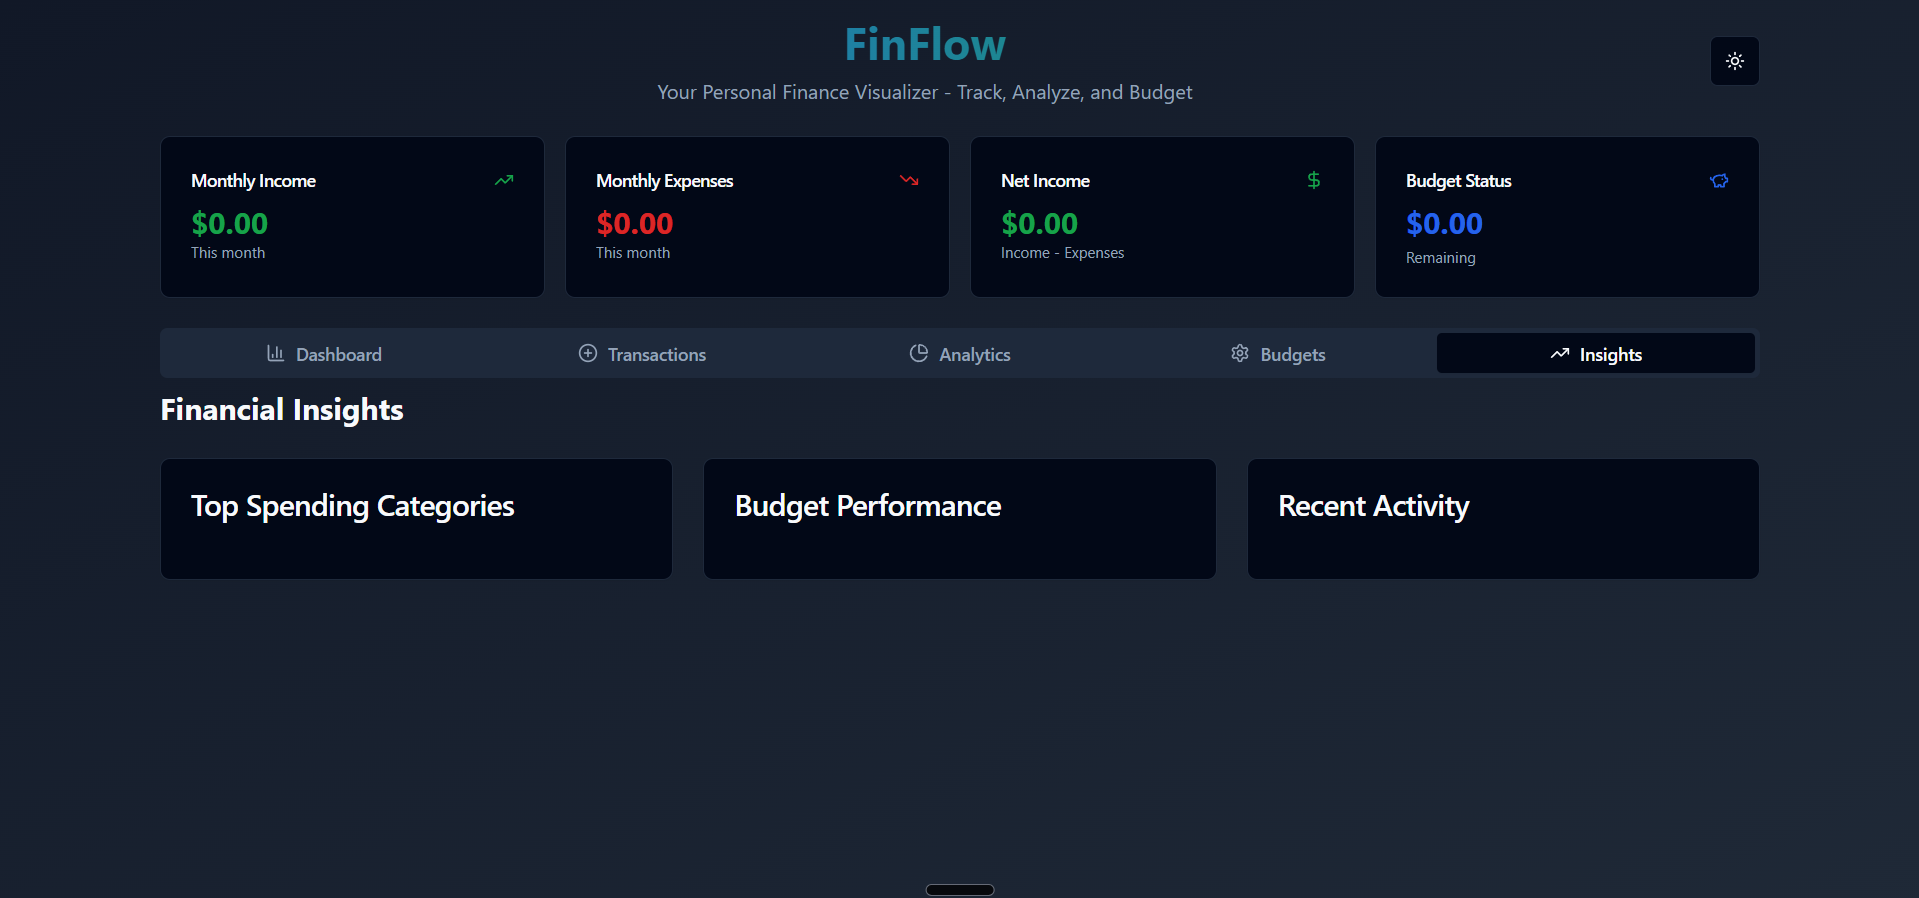 FinFlow
Your Personal Finance Visualizer - Track, Analyze, and Budget
Monthly Income
$0.00
This month
Monthly Expenses
$0.00
This month
Net Income
$0.00
Income - Expenses
Budget Status
$0.00
Remaining
Dashboard
Transactions
Analytics
Budgets
Insights
Financial Insights
Top Spending Categories
Budget Performance
Recent Activity